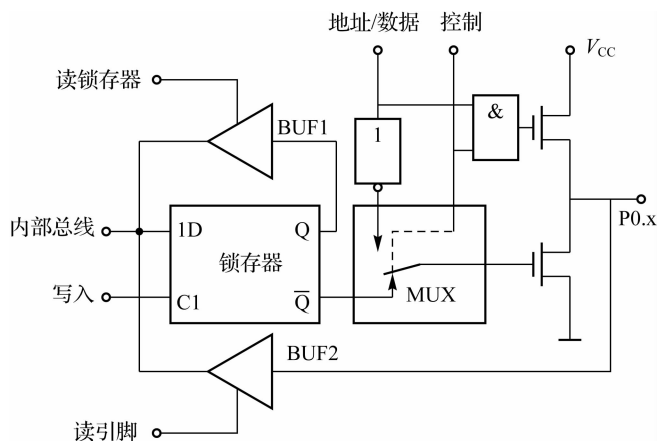 地址/数据 控制
V_CC
读锁存器
BUF1
1
&
内部总线
1D Q
锁存器
P0.x
写入
C1 Q̅
MUX
BUF2
读引脚